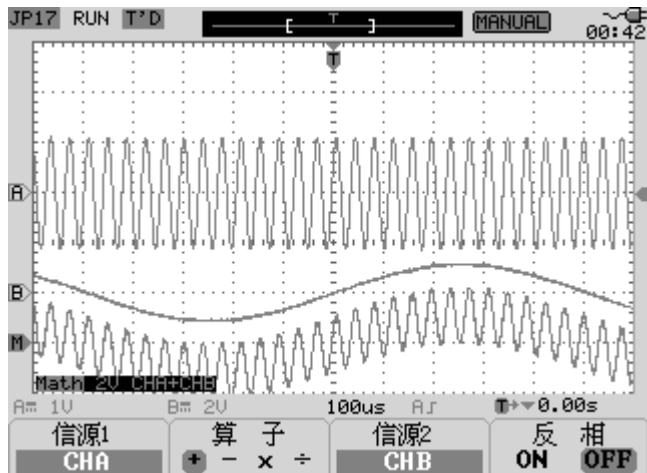 JP17 RUN T'D T MANUAL 00:42
T
A
B
M
Math 2V CHA+CHB
A= 1V B= 2V 100us A T 0.00s
信源1 算 子 信源2 反 相
CHA + - x ÷ CHB ON OFF